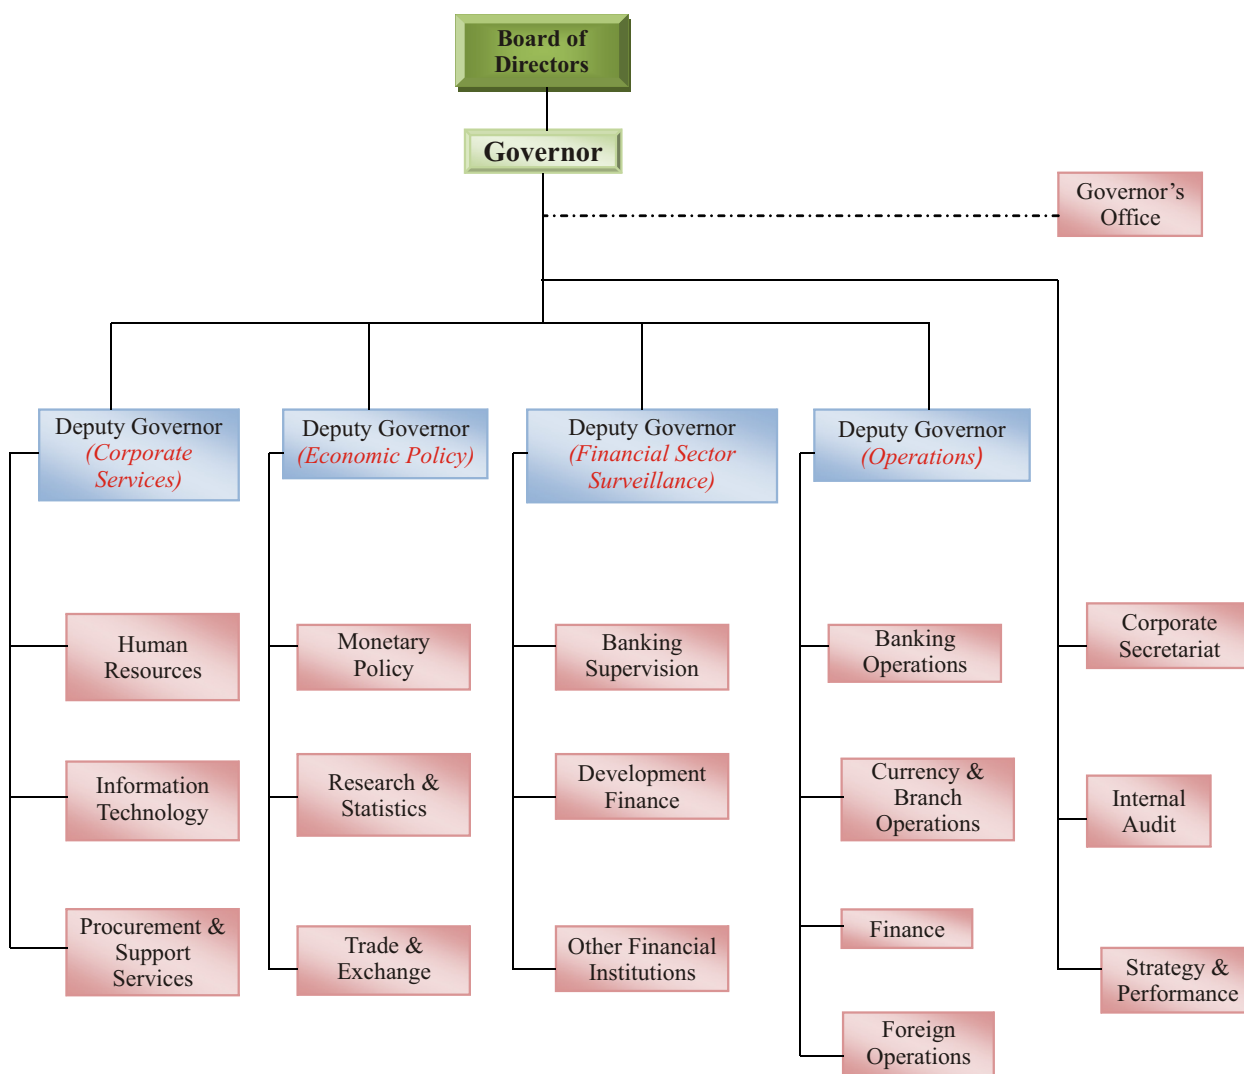 Board of
Directors
Governor
Governor’s
Office
Deputy Governor
(Corporate
Services)
Deputy Governor
(Economic Policy)
Deputy Governor
(Financial Sector
Surveillance)
Deputy Governor
(Operations)
Human
Resources
Monetary
Policy
Banking
Supervision
Banking
Operations
Corporate
Secretariat
Information
Technology
Research &
Statistics
Development
Finance
Currency &
Branch
Operations
Internal
Audit
Procurement &
Support
Services
Trade &
Exchange
Other Financial
Institutions
Finance
Strategy &
Performance
Foreign
Operations